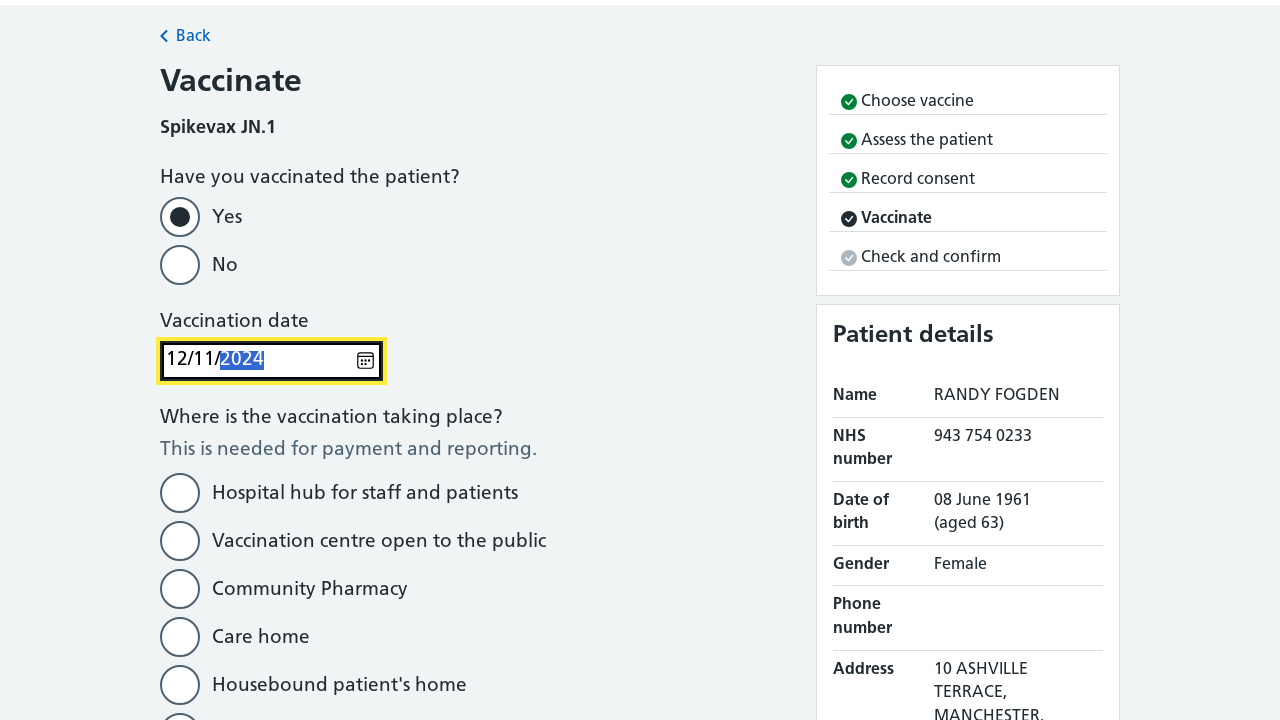 Back
Vaccinate
Spikevax JN.1
Have you vaccinated the patient?
Yes
No
Vaccination date
12/11/2024
Where is the vaccination taking place?
This is needed for payment and reporting.
Hospital hub for staff and patients
Vaccination centre open to the public
Community Pharmacy
Care home
Housebound patient's home
Choose vaccine
Assess the patient
Record consent
Vaccinate
Check and confirm
Patient details
Name RANDY FOGDEN
NHS 943 754 0233
number
Date of 08 June 1961
birth (aged 63)
Gender Female
Phone
number
Address 10 ASHVILLE
TERRACE,
MANCHESTER,